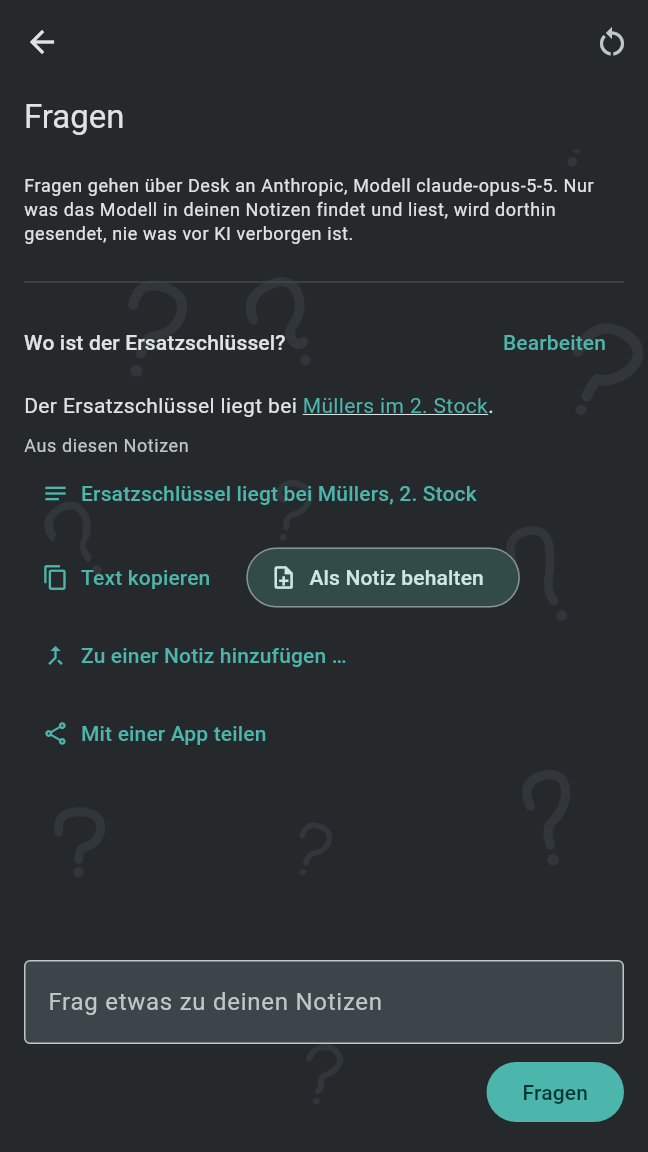 Fragen
Fragen gehen über Desk an Anthropic, Modell claude-opus-5-5. Nur
was das Modell in deinen Notizen findet und liest, wird dorthin
gesendet, nie was vor KI verborgen ist.
Wo ist der Ersatzschlüssel?
Bearbeiten
Der Ersatzschlüssel liegt bei Müllers im 2. Stock.
Aus diesen Notizen
Ersatzschlüssel liegt bei Müllers, 2. Stock
Text kopieren
Als Notiz behalten
Zu einer Notiz hinzufügen …
Mit einer App teilen
Frag etwas zu deinen Notizen
Fragen